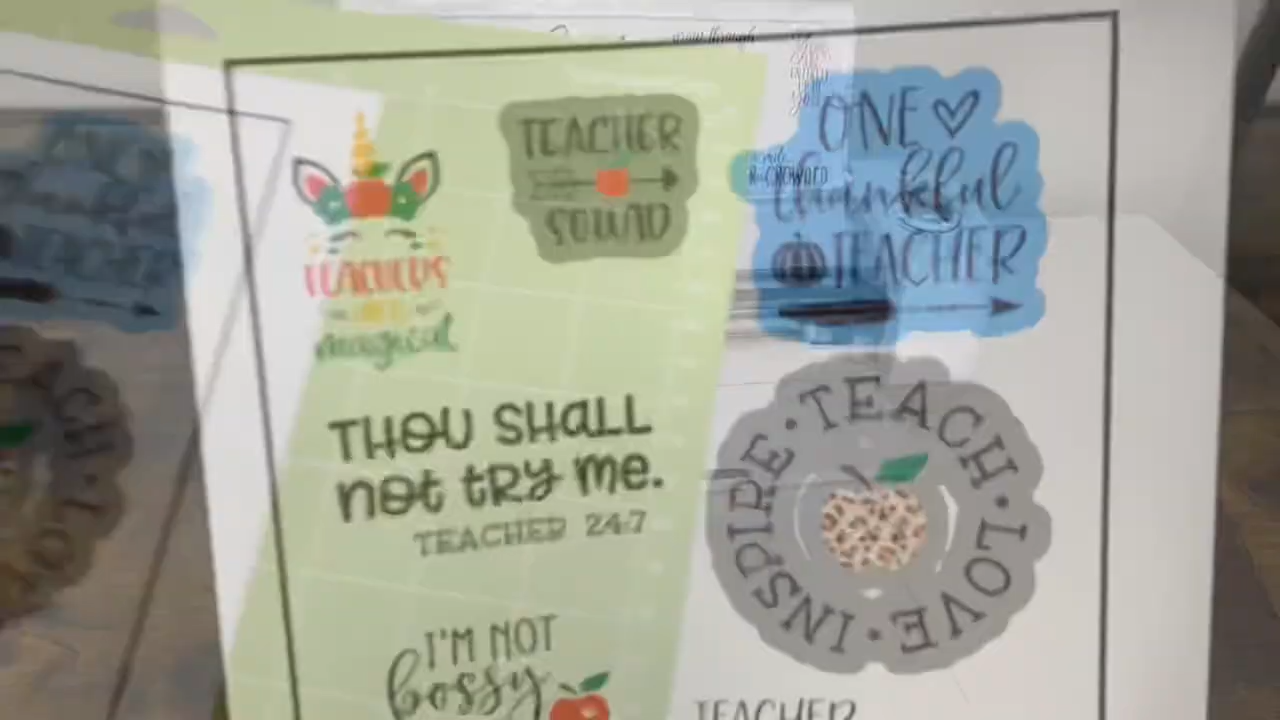 TEACHER
SQUAD
ONE
thankful
TEACHER
TEACHERS
magical
THOU SHALL
not try me.
TEACHER 24:7
TEACH · LOVE · INSPIRE ·
I'M NOT
bossy
TEACHER